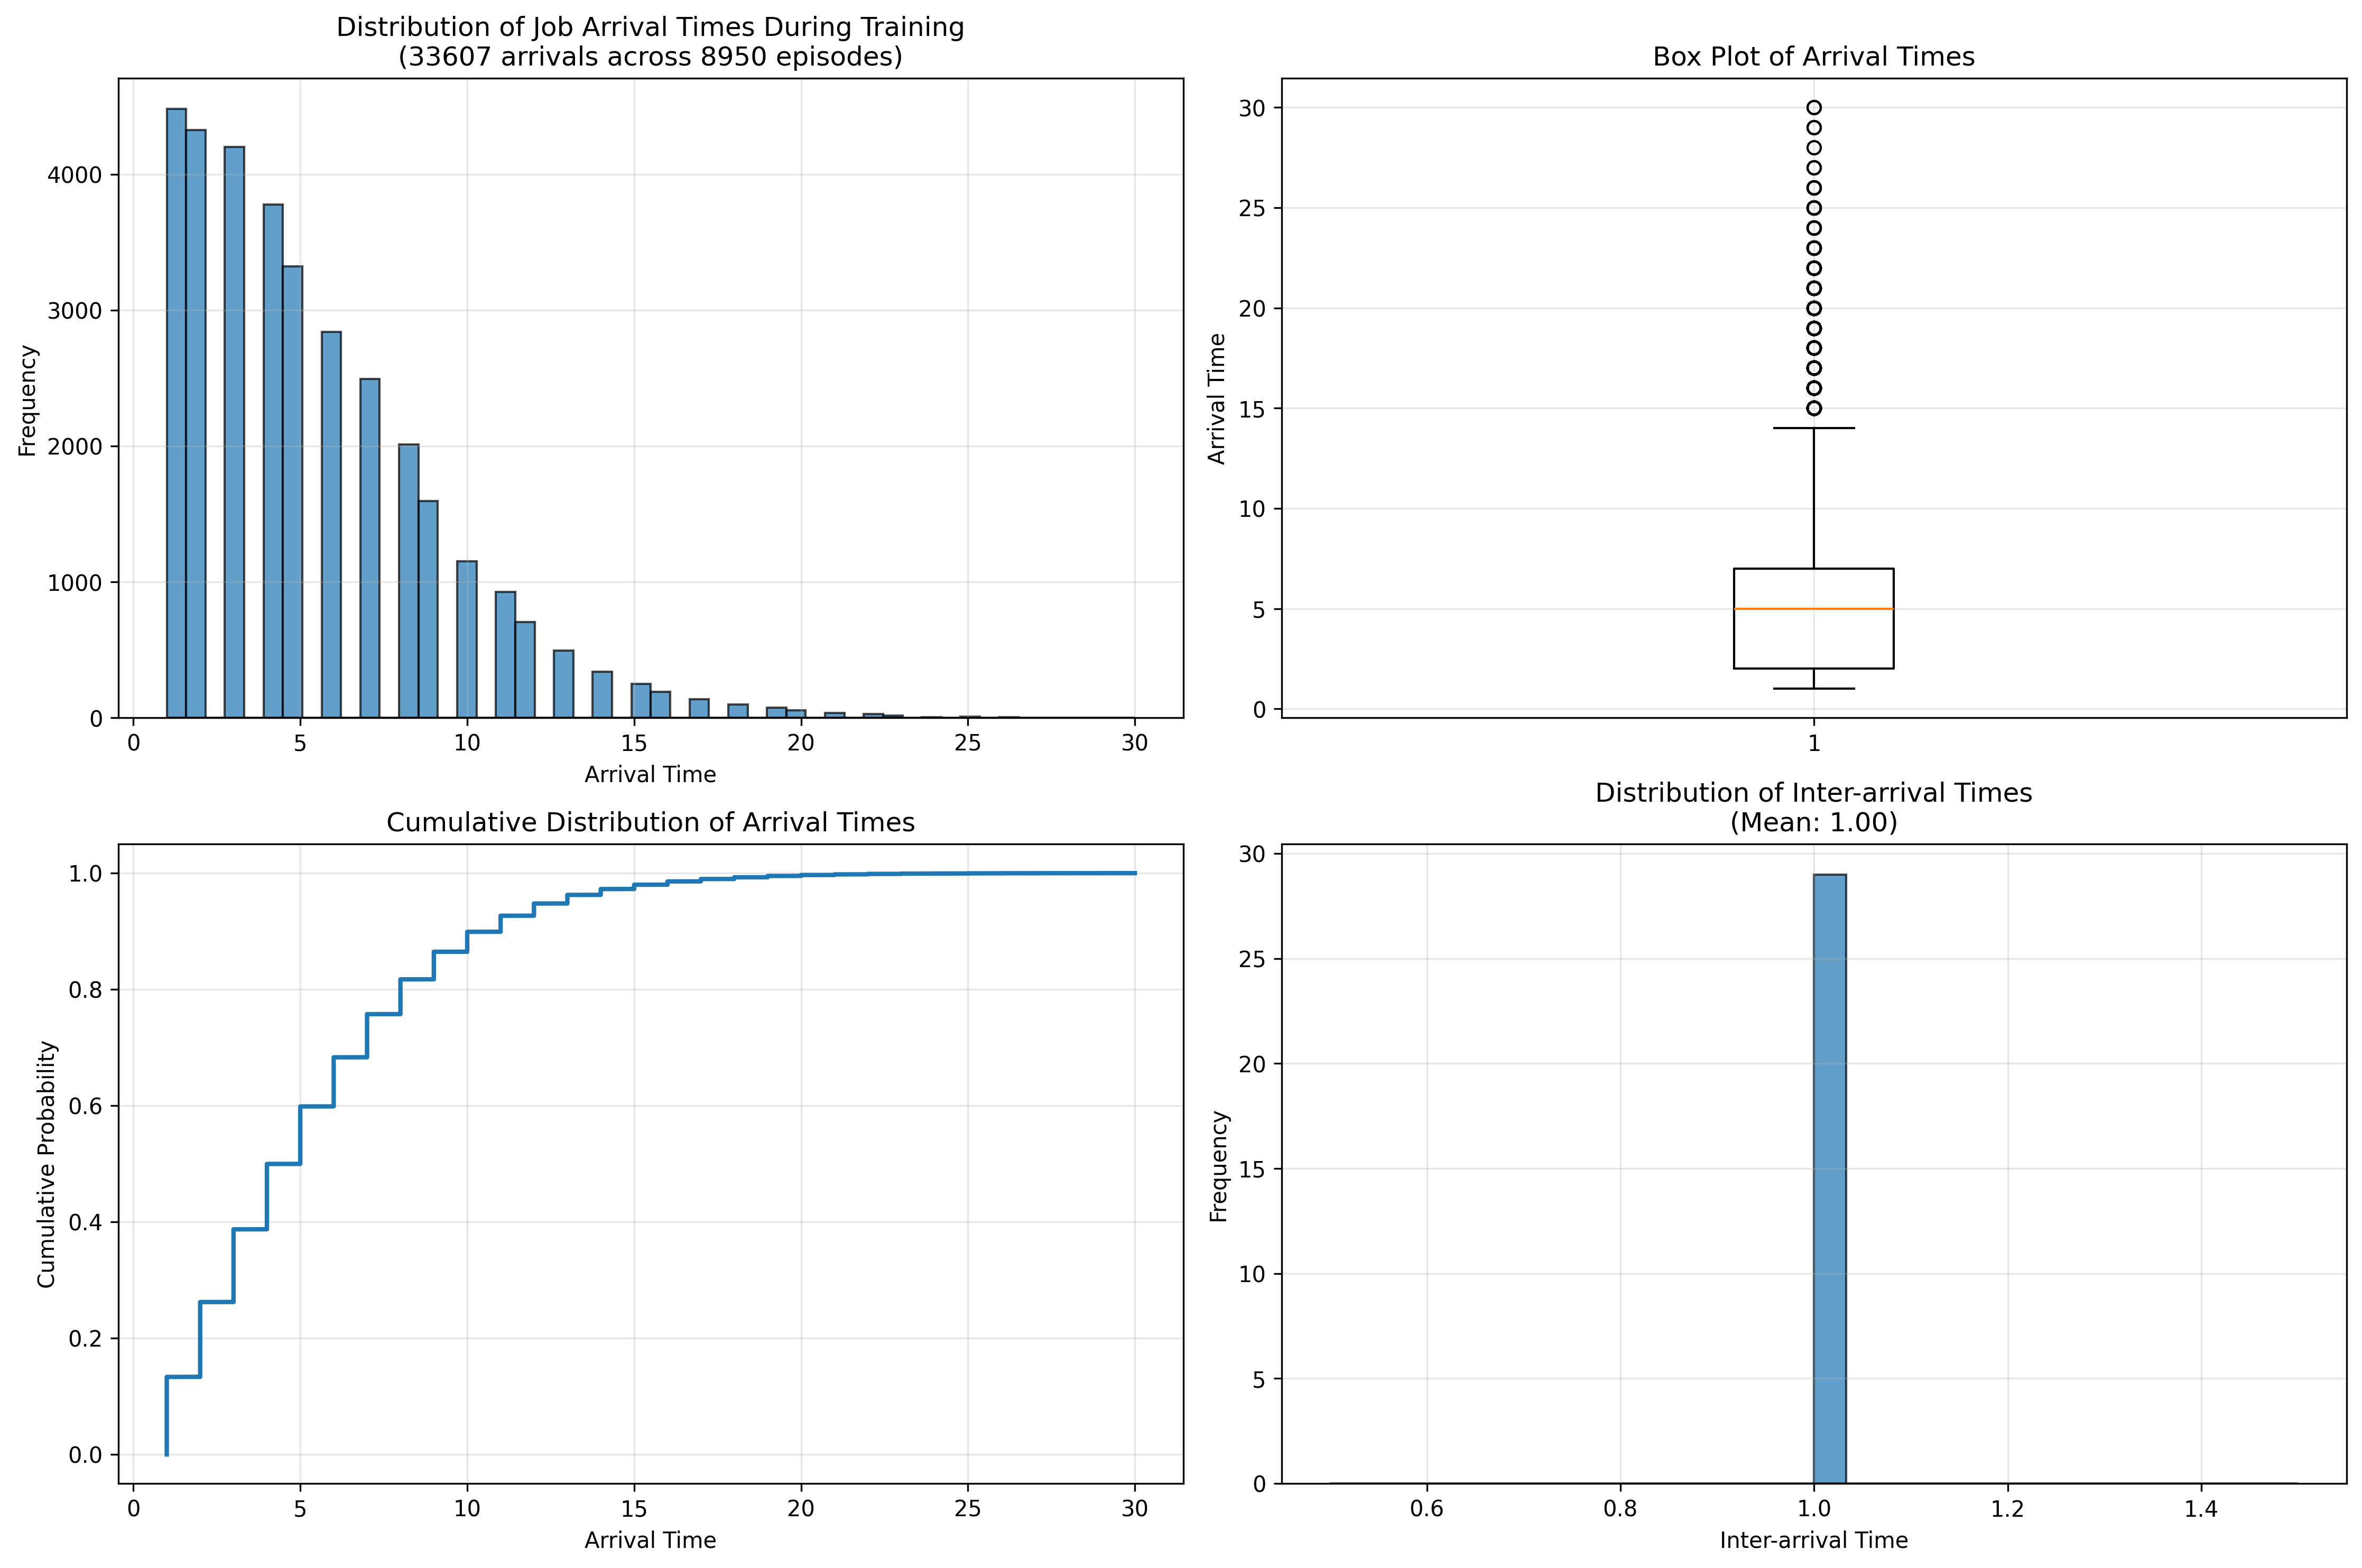 Distribution of Job Arrival Times During Training
(33607 arrivals across 8950 episodes)
Frequency
4000
3000
2000
1000
0
0 5 10 15 20 25 30
Arrival Time
Box Plot of Arrival Times
Arrival Time
30
25
20
15
10
5
0
1
Cumulative Distribution of Arrival Times
Cumulative Probability
1.0
0.8
0.6
0.4
0.2
0.0
0 5 10 15 20 25 30
Arrival Time
Distribution of Inter-arrival Times
(Mean: 1.00)
Frequency
30
25
20
15
10
5
0
0.6 0.8 1.0 1.2 1.4
Inter-arrival Time